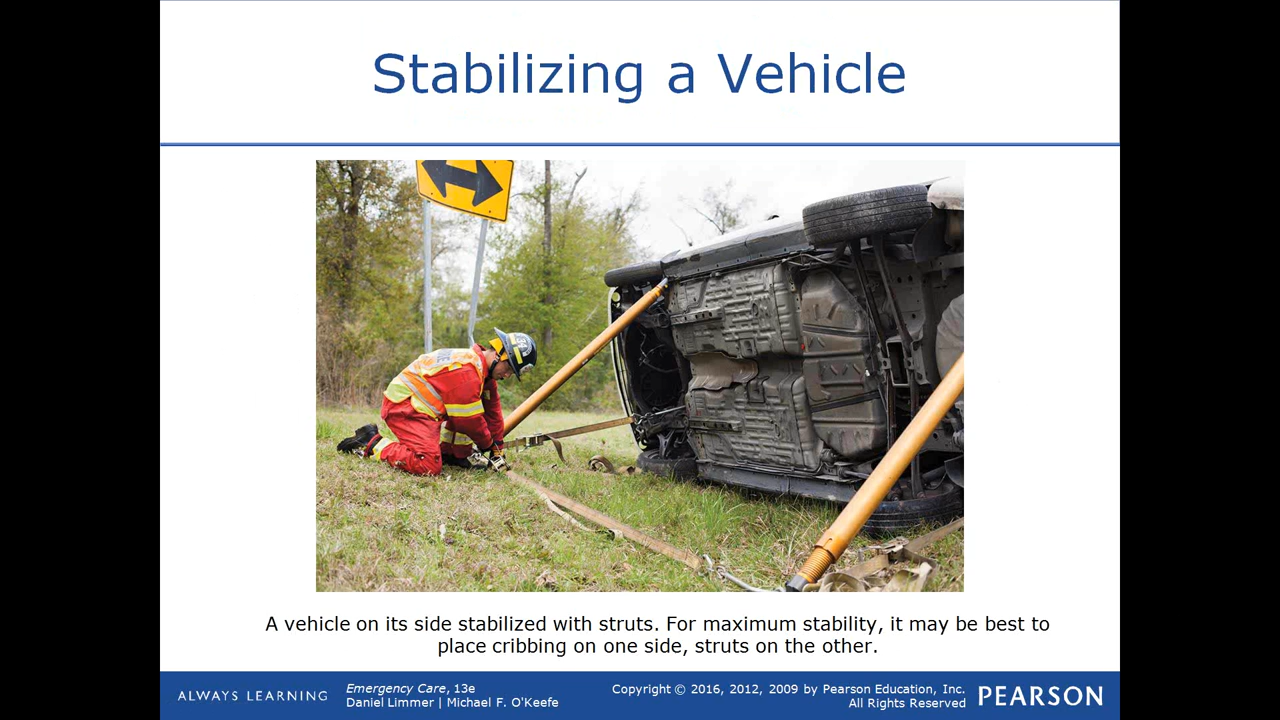 Stabilizing a Vehicle
A vehicle on its side stabilized with struts. For maximum stability, it may be best to
place cribbing on one side, struts on the other.
ALWAYS LEARNING
Emergency Care, 13e
Daniel Limmer | Michael F. O'Keefe
Copyright © 2016, 2012, 2009 by Pearson Education, Inc.
All Rights Reserved
PEARSON